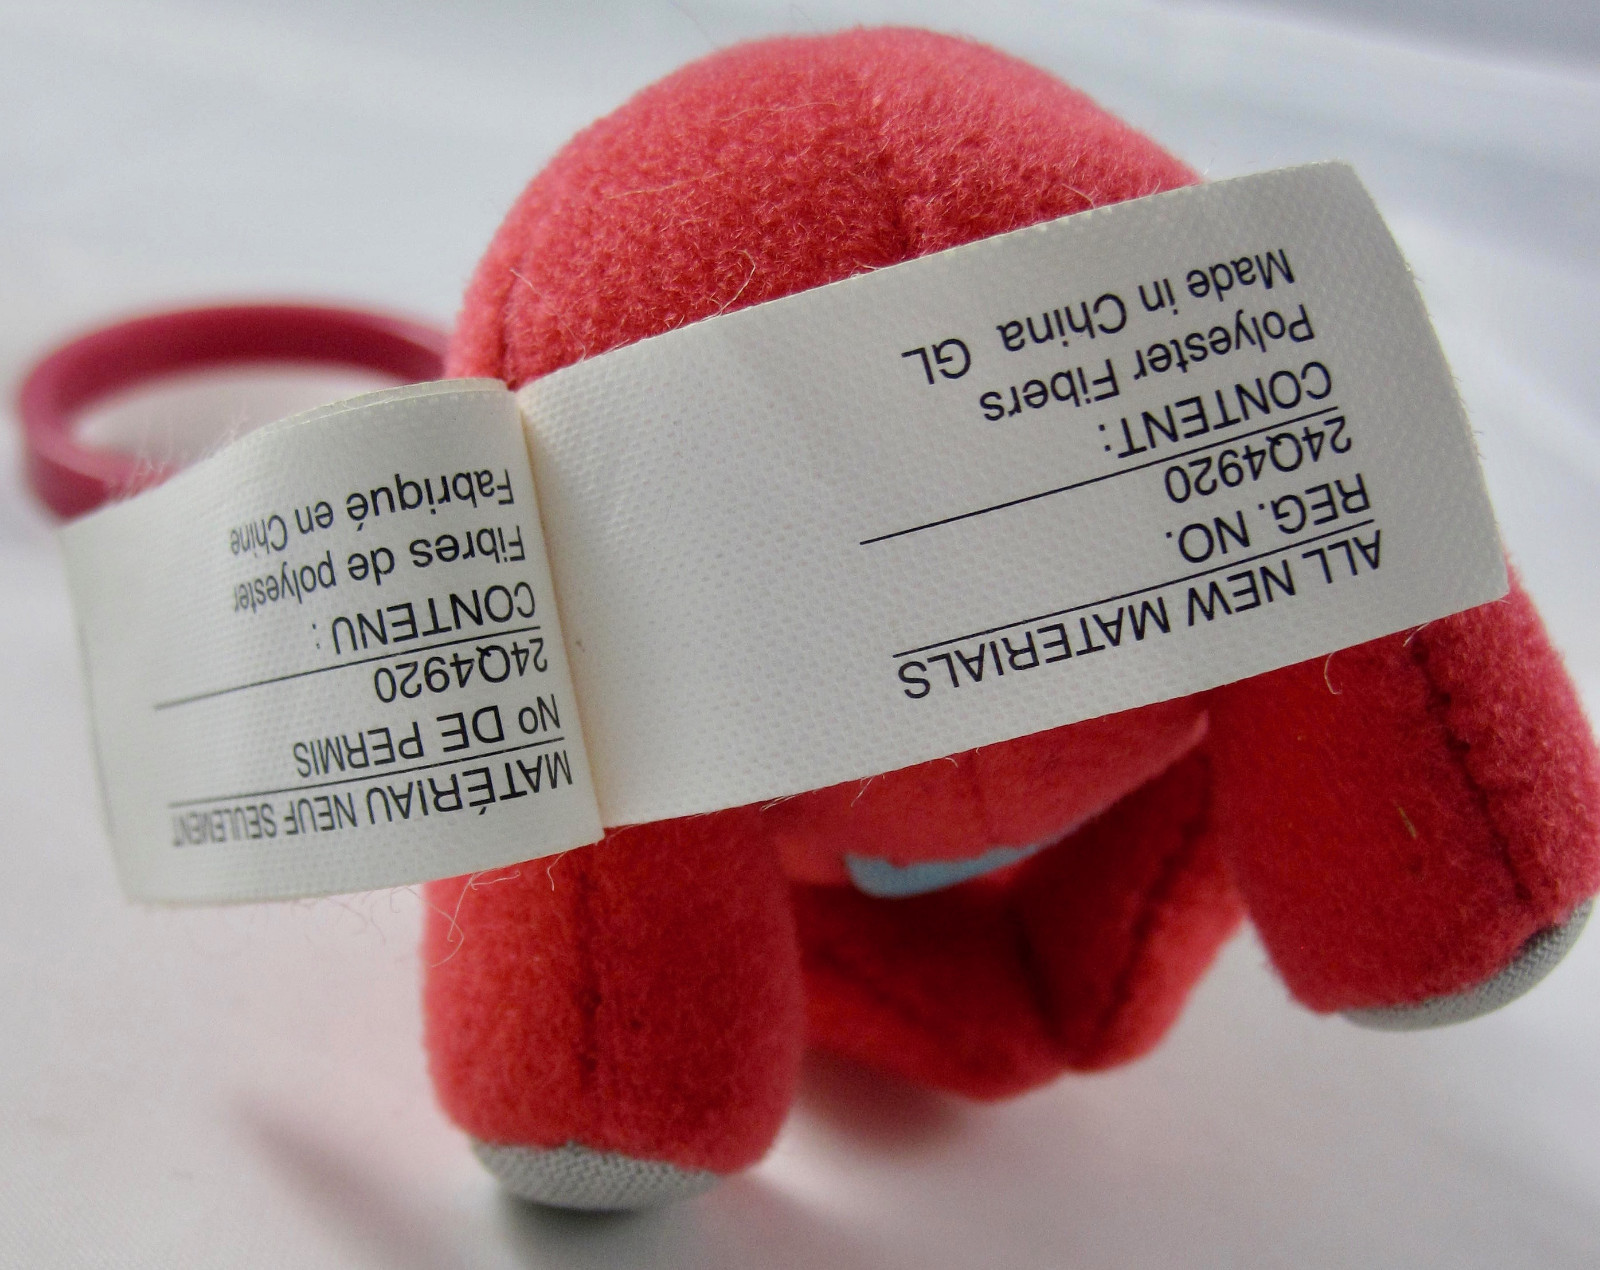 ALL NEW MATERIALS
REG. NO.
24Q4920
CONTENT:
Polyester Fibers
Made in China GL
MATÉRIAU NEUF SEULEMENT
Nº DE PERMIS
24Q4920
CONTENU :
Fibres de polyester
Fabriqué en Chine